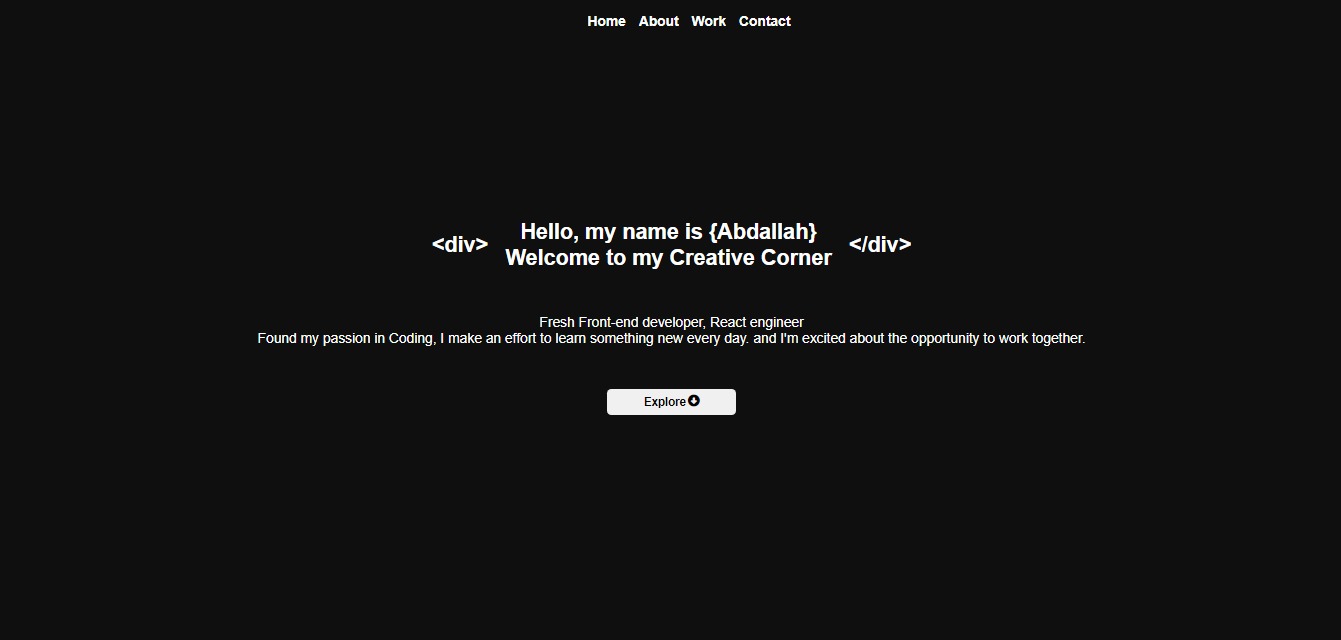 Home About Work Contact
Hello, my name is {Abdallah}
<div> </div>
Welcome to my Creative Corner
Fresh Front-end developer, React engineer
Found my passion in Coding, I make an effort to learn something new every day. and I'm excited about the opportunity to work together.
Explore